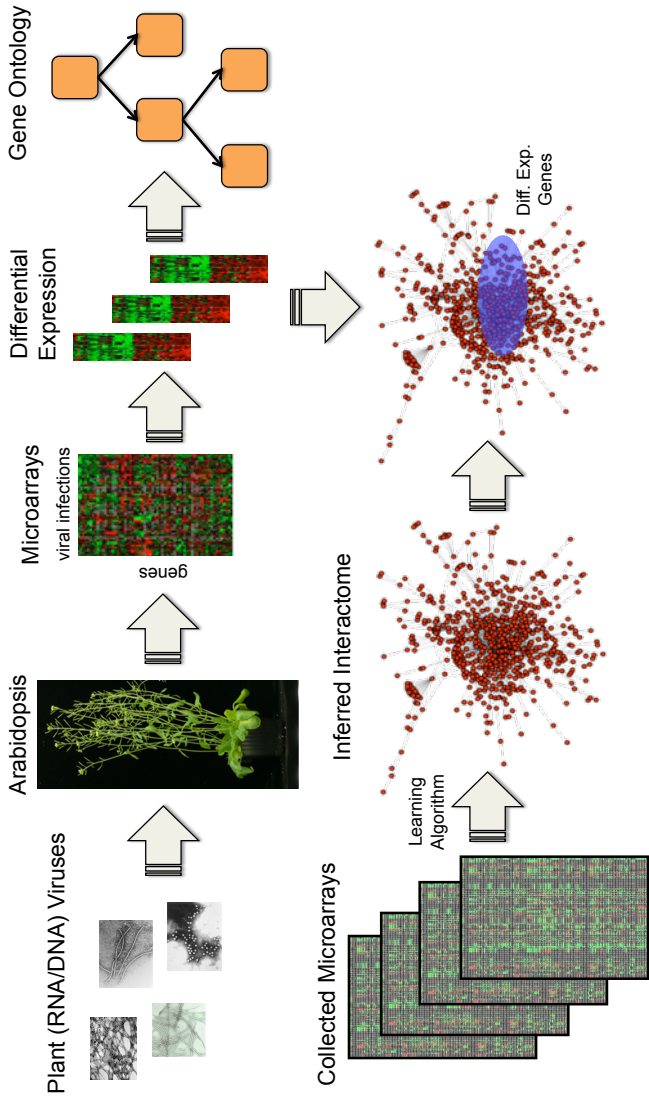 Plant (RNA/DNA) Viruses
Arabidopsis
Microarrays
viral infections
genes
Differential
Expression
Gene Ontology
Collected Microarrays
Learning
Algorithm
Inferred Interactome
Diff. Exp.
Genes